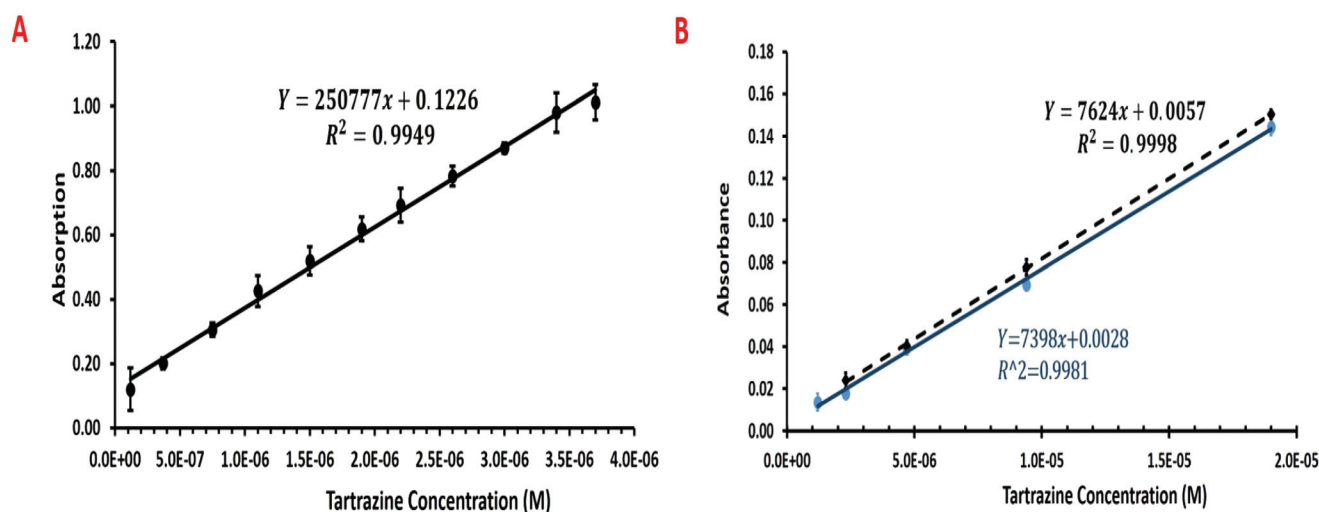 A
1.20
1.00
0.80
0.60
0.40
0.20
0.00
Absorption
Y = 250777x + 0.1226
R² = 0.9949
0.0E+00 5.0E-07 1.0E-06 1.5E-06 2.0E-06 2.5E-06 3.0E-06 3.5E-06 4.0E-06
Tartrazine Concentration (M)
B
0.18
0.16
0.14
0.12
0.10
0.08
0.06
0.04
0.02
0.00
Absorbance
Y = 7624x + 0.0057
R² = 0.9998
Y=7398x+0.0028
R^2=0.9981
0.0E+00 5.0E-06 1.0E-05 1.5E-05 2.0E-05
Tartrazine Concentration (M)